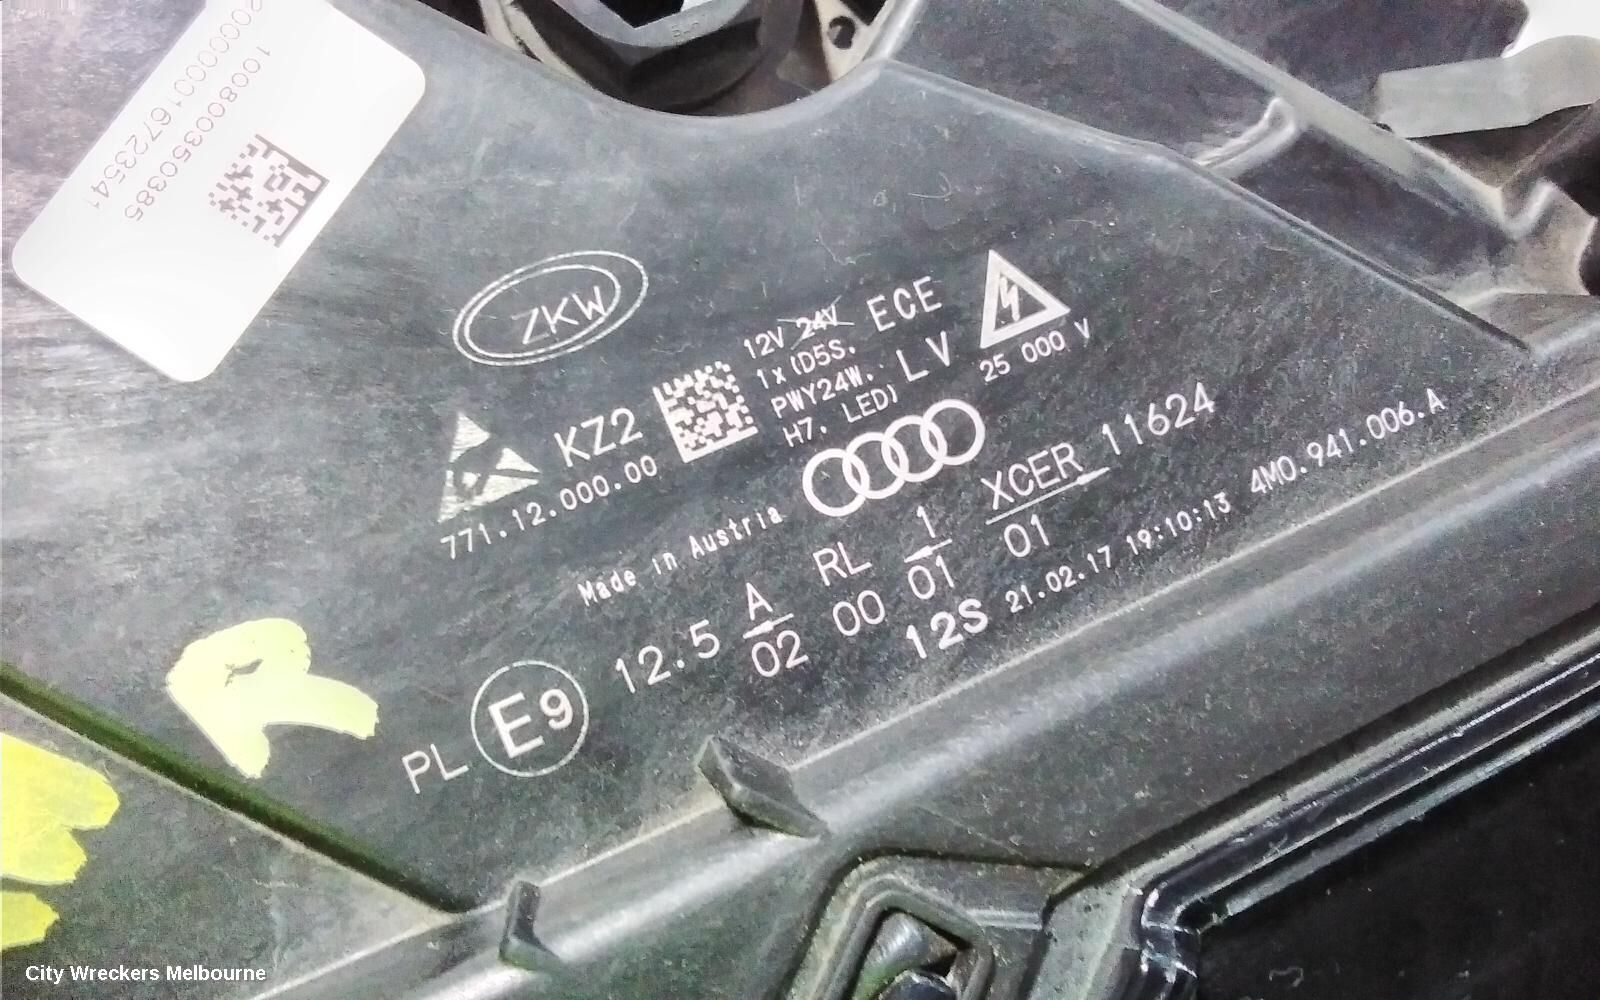 20000001672354
10080003503851
ZKW
12V 24V ECE
1x(D5S.
PWY24W. LV
H7. LED)
25 000 V
KZ2
771.12.000.00
Made in Austria
XCER 11624
12.5 A RL 1
02 00 01 01
12S 21.02.17 19:10:13 4M0.941.006.A
PL E9
R
City Wreckers Melbourne